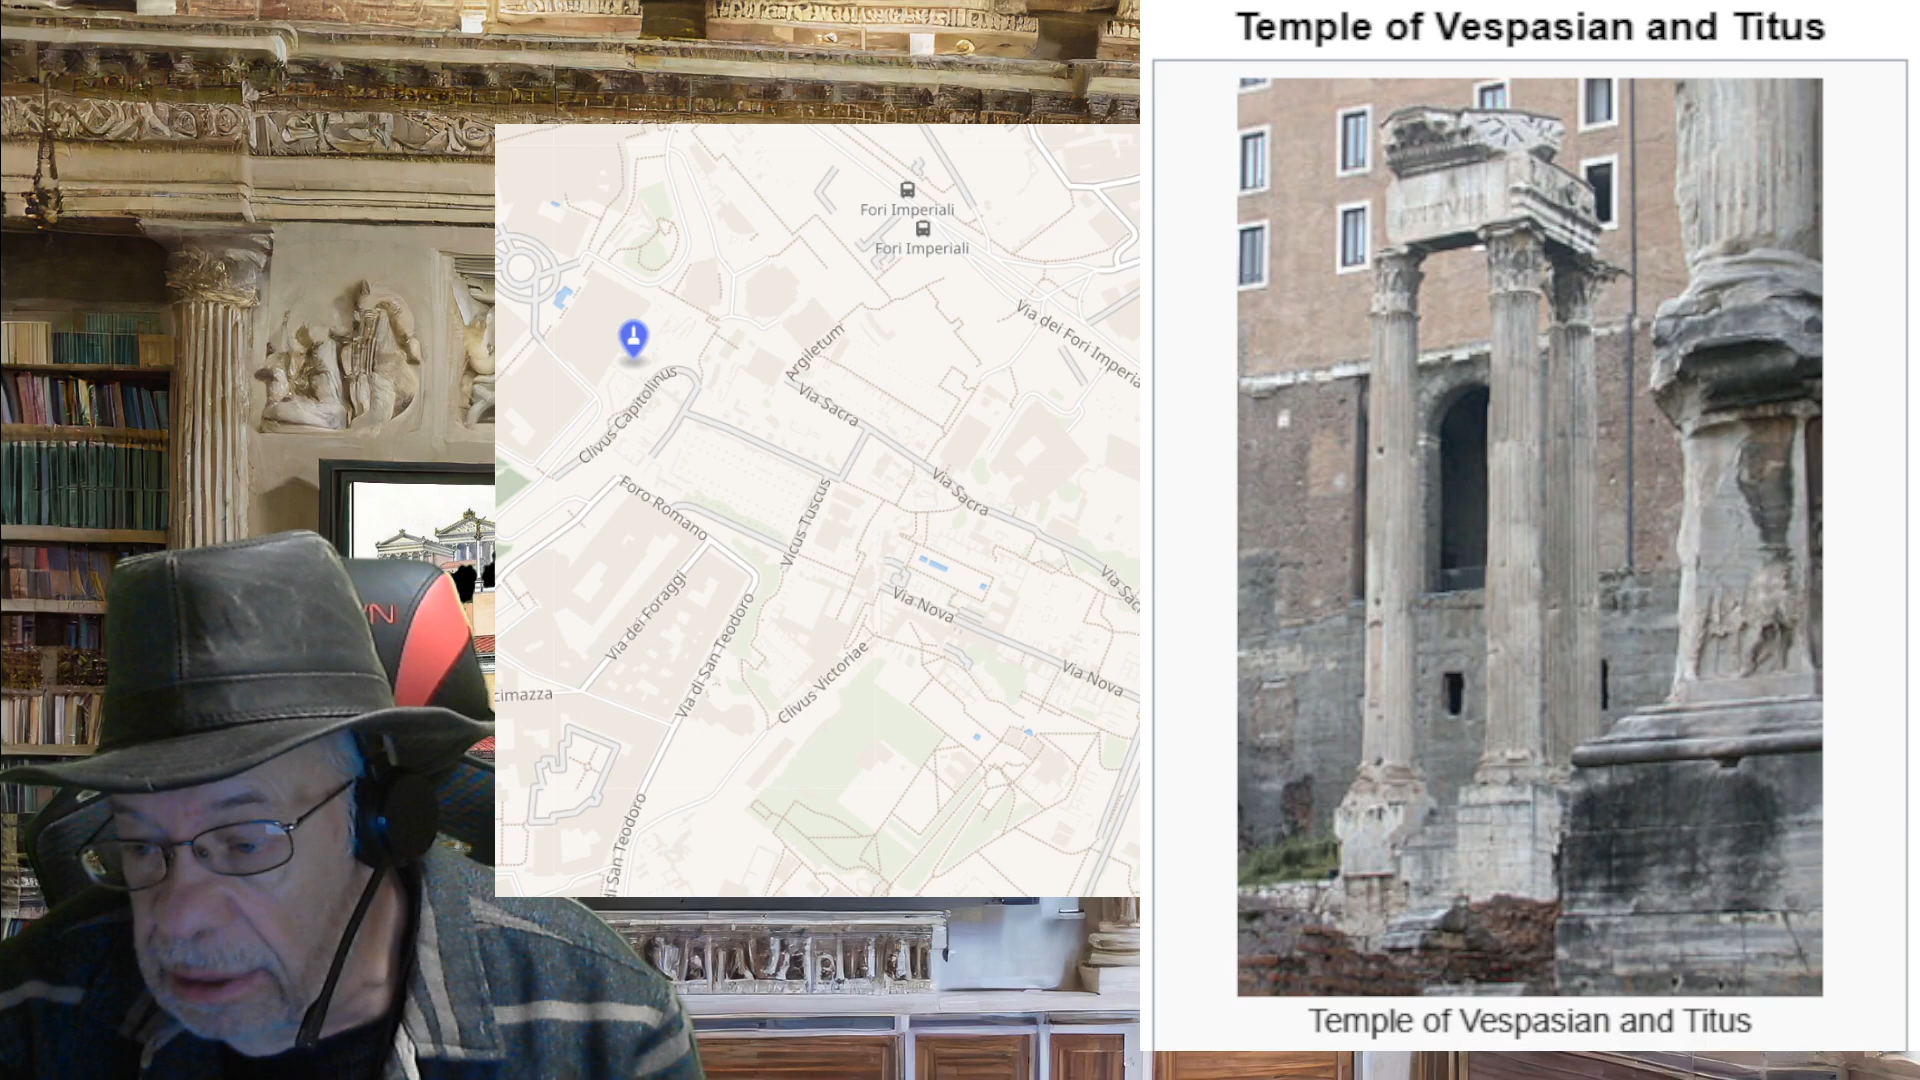 Temple of Vespasian and Titus
Fori Imperiali
Fori Imperiali
Via dei Fori Imperia
Argiletum
Via Sacra
Clivus Capitolinus
Via Sacra
Foro Romano
Vicus Tuscus
Via Sac
Via Nova
Via dei Foraggi
Via di San Teodoro
Clivus Victoriae
Via Nova
cimazza
di San Teodoro
Temple of Vespasian and Titus